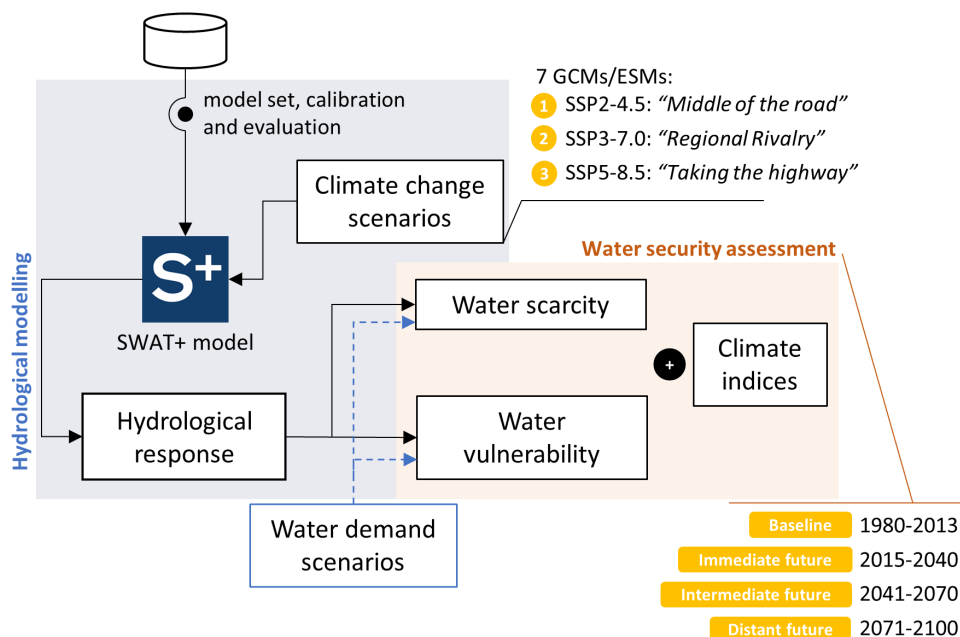 model set, calibration
and evaluation
7 GCMs/ESMs:
1 SSP2-4.5: “Middle of the road”
2 SSP3-7.0: “Regional Rivalry”
3 SSP5-8.5: “Taking the highway”
Climate change
scenarios
Hydrological modelling
S+
SWAT+ model
Water security assessment
Water scarcity
+
Climate
indices
Hydrological
response
Water
vulnerability
Water demand
scenarios
Baseline 1980-2013
Immediate future 2015-2040
Intermediate future 2041-2070
Distant future 2071-2100